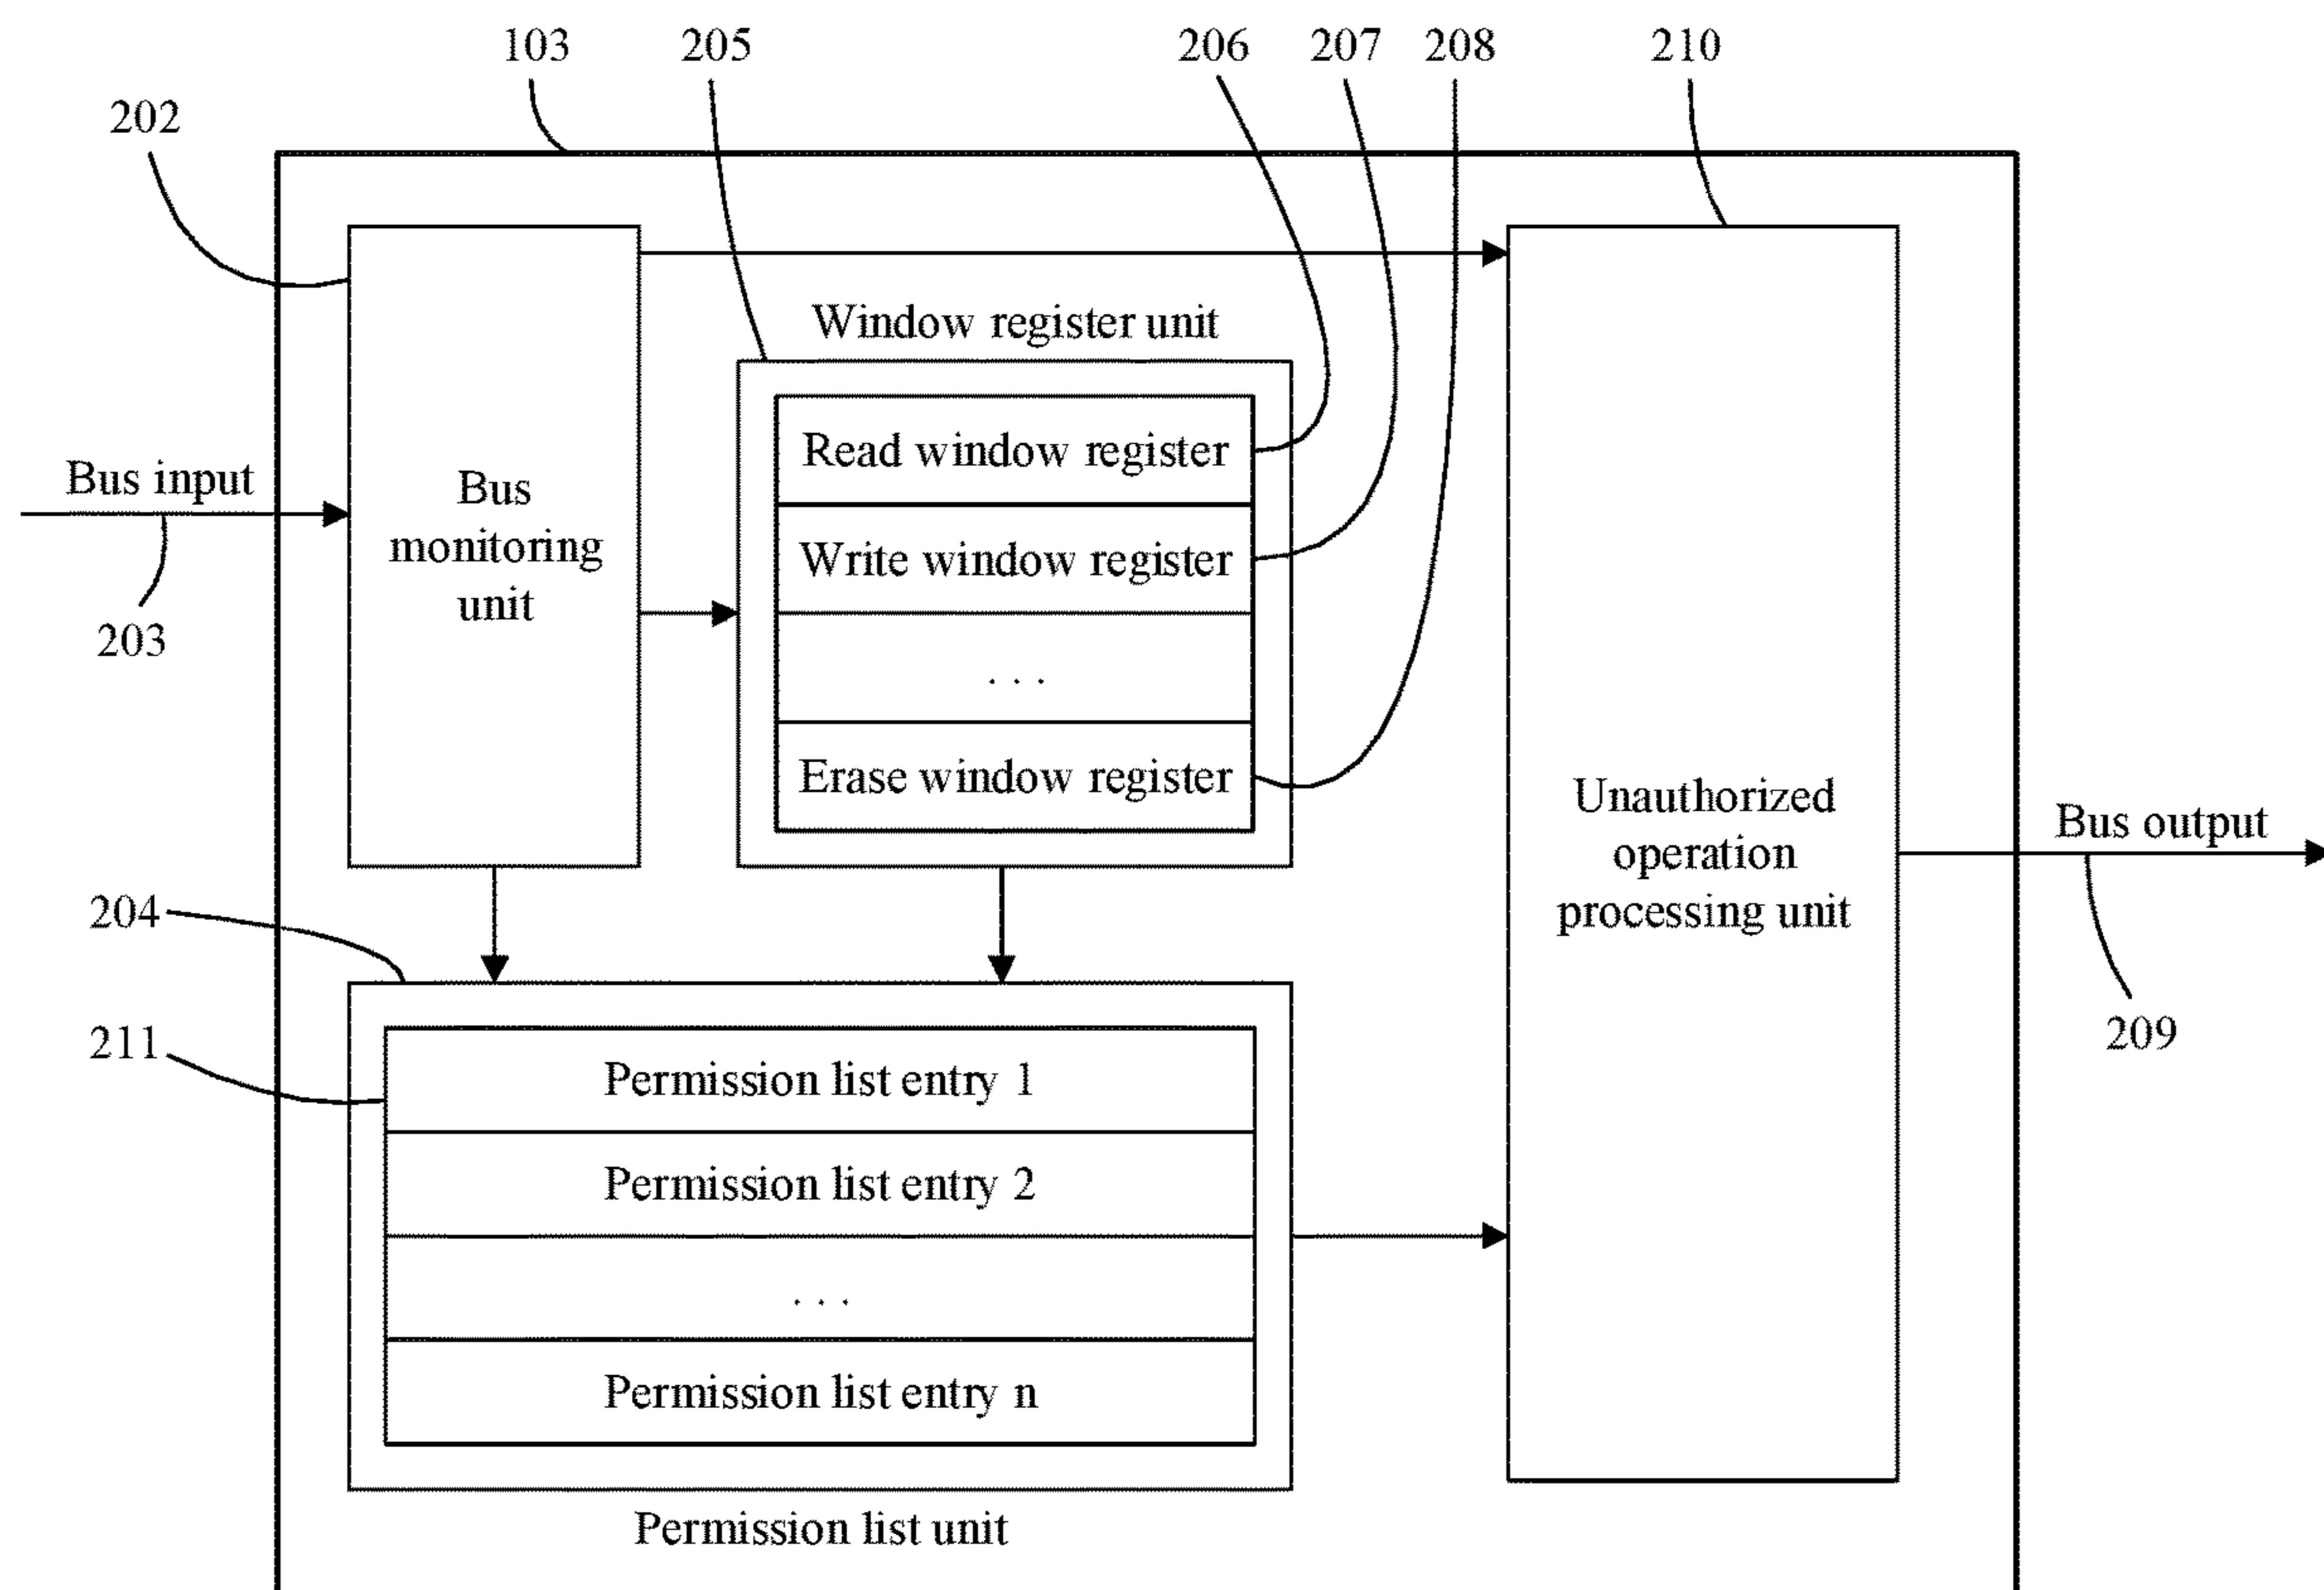 103
205
206
207
208
210
202
Window register unit
Read window register
Bus input
Bus
monitoring
unit
Write window register
203
. . .
Erase window register
Unauthorized
operation
processing unit
Bus output
204
209
211
Permission list entry 1
Permission list entry 2
. . .
Permission list entry n
Permission list unit